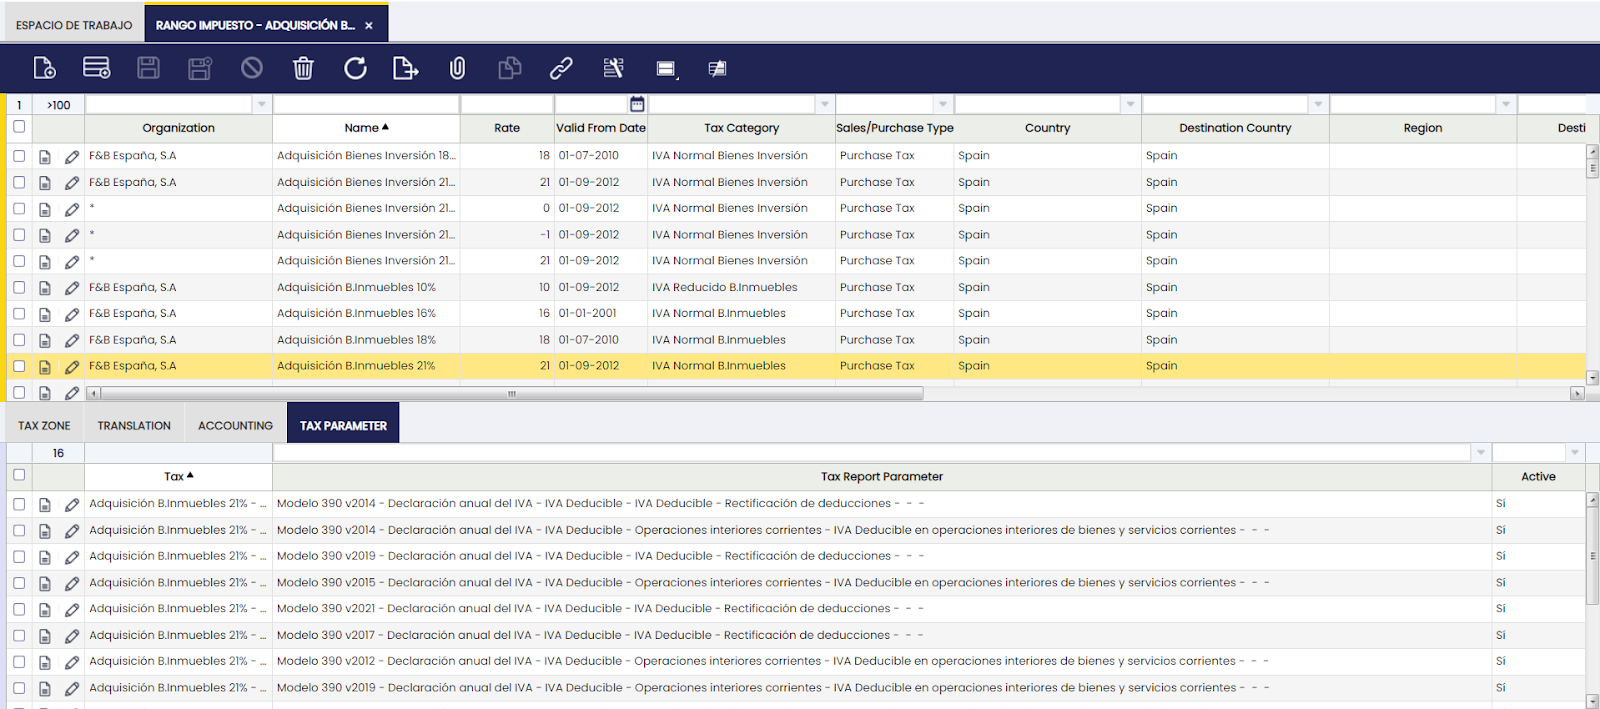 ESPACIO DE TRABAJO RANGO IMPUESTO - ADQUISICIÓN B... ×
1 >100
Organization Name Rate Valid From Date Tax Category Sales/Purchase Type Country Destination Country Region Desti
F&B España, S.A Adquisición Bienes Inversión 18... 18 01-07-2010 IVA Normal Bienes Inversión Purchase Tax Spain Spain
F&B España, S.A Adquisición Bienes Inversión 21... 21 01-09-2012 IVA Normal Bienes Inversión Purchase Tax Spain Spain
* Adquisición Bienes Inversión 21... 0 01-09-2012 IVA Normal Bienes Inversión Purchase Tax Spain Spain
* Adquisición Bienes Inversión 21... -1 01-09-2012 IVA Normal Bienes Inversión Purchase Tax Spain Spain
* Adquisición Bienes Inversión 21... 21 01-09-2012 IVA Normal Bienes Inversión Purchase Tax Spain Spain
F&B España, S.A Adquisición B.Inmuebles 10% 10 01-09-2012 IVA Reducido B.Inmuebles Purchase Tax Spain Spain
F&B España, S.A Adquisición B.Inmuebles 16% 16 01-01-2001 IVA Normal B.Inmuebles Purchase Tax Spain Spain
F&B España, S.A Adquisición B.Inmuebles 18% 18 01-07-2010 IVA Normal B.Inmuebles Purchase Tax Spain Spain
F&B España, S.A Adquisición B.Inmuebles 21% 21 01-09-2012 IVA Normal B.Inmuebles Purchase Tax Spain Spain
TAX ZONE TRANSLATION ACCOUNTING TAX PARAMETER
16
Tax Tax Report Parameter Active
Adquisición B.Inmuebles 21% - ... Modelo 390 v2014 - Declaración anual del IVA - IVA Deducible - IVA Deducible - Rectificación de deducciones - - - Sí
Adquisición B.Inmuebles 21% - ... Modelo 390 v2014 - Declaración anual del IVA - IVA Deducible - Operaciones interiores corrientes - IVA Deducible en operaciones interiores de bienes y servicios corrientes - - - Sí
Adquisición B.Inmuebles 21% - ... Modelo 390 v2019 - Declaración anual del IVA - IVA Deducible - IVA Deducible - Rectificación de deducciones - - - Sí
Adquisición B.Inmuebles 21% - ... Modelo 390 v2015 - Declaración anual del IVA - IVA Deducible - Operaciones interiores corrientes - IVA Deducible en operaciones interiores de bienes y servicios corrientes - - - Sí
Adquisición B.Inmuebles 21% - ... Modelo 390 v2021 - Declaración anual del IVA - IVA Deducible - IVA Deducible - Rectificación de deducciones - - - Sí
Adquisición B.Inmuebles 21% - ... Modelo 390 v2017 - Declaración anual del IVA - IVA Deducible - IVA Deducible - Rectificación de deducciones - - - Sí
Adquisición B.Inmuebles 21% - ... Modelo 390 v2012 - Declaración anual del IVA - IVA Deducible - Operaciones interiores corrientes - IVA Deducible en operaciones interiores de bienes y servicios corrientes - - - Sí
Adquisición B.Inmuebles 21% - ... Modelo 390 v2019 - Declaración anual del IVA - IVA Deducible - Operaciones interiores corrientes - IVA Deducible en operaciones interiores de bienes y servicios corrientes - - - Sí